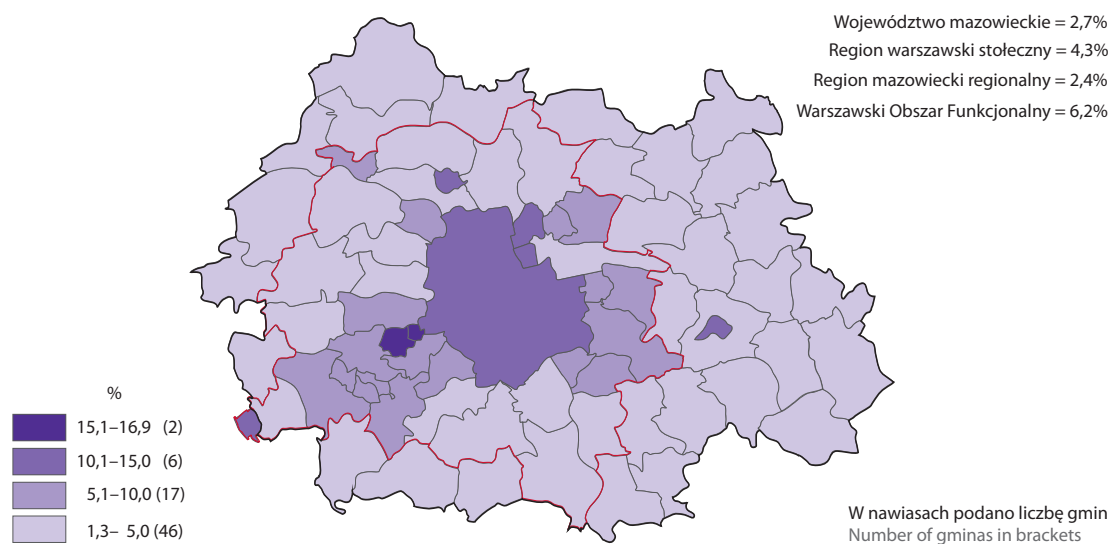 Województwo mazowieckie = 2,7%
Region warszawski stołeczny = 4,3%
Region mazowiecki regionalny = 2,4%
Warszawski Obszar Funkcjonalny = 6,2%
%
15,1–16,9 (2)
10,1–15,0 (6)
5,1–10,0 (17)
1,3– 5,0 (46)
W nawiasach podano liczbę gmin
Number of gminas in brackets